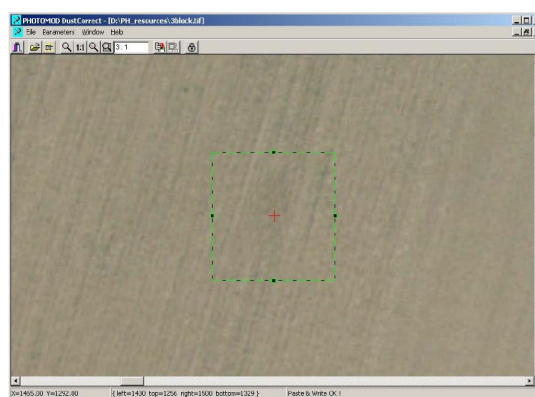 PHOTOMOD DustCorrect - [D:\PH_resources\3block.tif]
File Parameters Window Help
1:1 3:1
X=1465.00 Y=1292.00 { left=1430 top=1256 right=1500 bottom=1329 } Paste & Write OK !